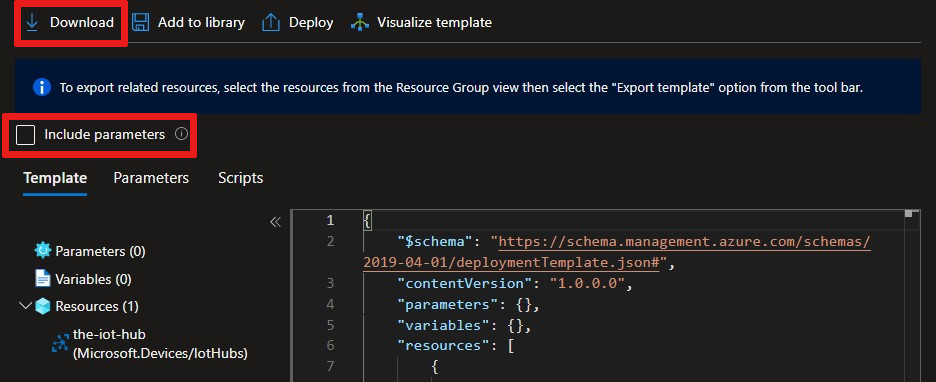 Download Add to library Deploy Visualize template
To export related resources, select the resources from the Resource Group view then select the "Export template" option from the tool bar.
Include parameters
Template Parameters Scripts
Parameters (0)
Variables (0)
Resources (1)
the-iot-hub
(Microsoft.Devices/IotHubs)
1 {
2 "$schema": "https://schema.management.azure.com/schemas/
2019-04-01/deploymentTemplate.json#",
3 "contentVersion": "1.0.0.0",
4 "parameters": {},
5 "variables": {},
6 "resources": [
7 {